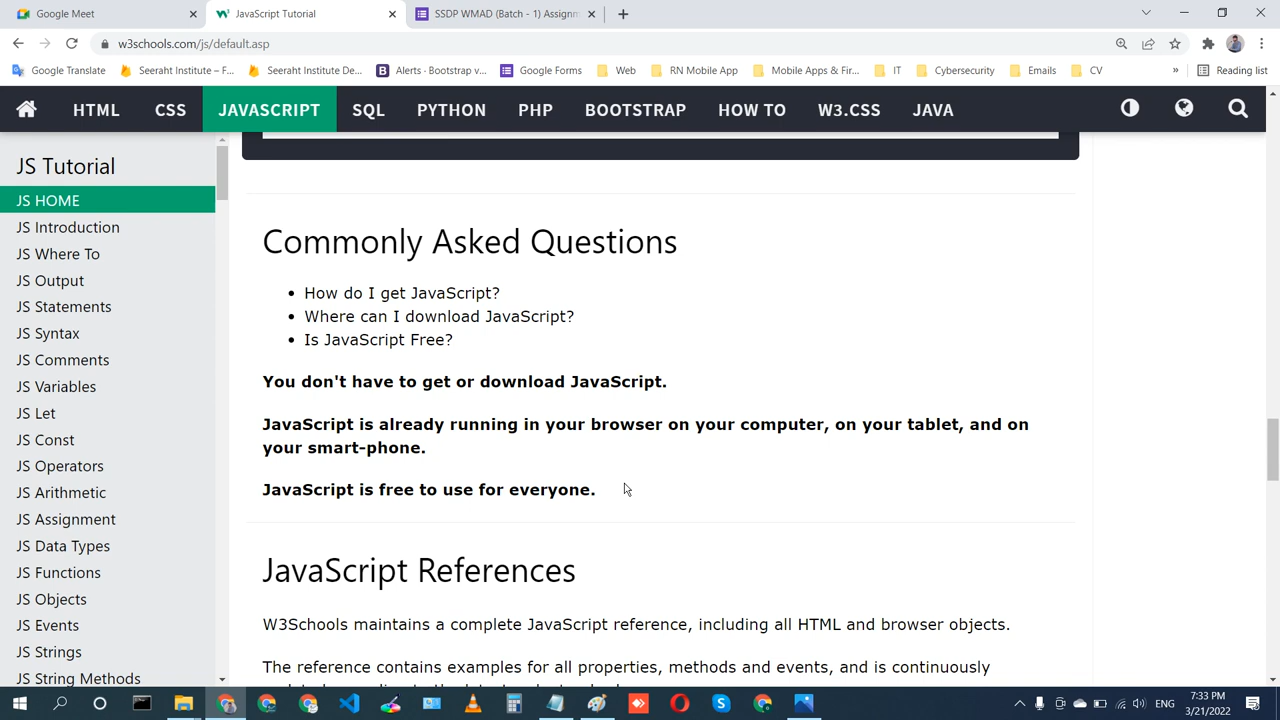 Google Meet
JavaScript Tutorial
SSDP WMAD (Batch - 1) Assignm
w3schools.com/js/default.asp
Google Translate
Seeraht Institute – F...
Seeraht Institute De...
Alerts · Bootstrap v...
Google Forms
Web
RN Mobile App
Mobile Apps & Fir...
IT
Cybersecurity
Emails
CV
»
Reading list
HTML
CSS
JAVASCRIPT
SQL
PYTHON
PHP
BOOTSTRAP
HOW TO
W3.CSS
JAVA
JS Tutorial
JS HOME
JS Introduction
JS Where To
JS Output
JS Statements
JS Syntax
JS Comments
JS Variables
JS Let
JS Const
JS Operators
JS Arithmetic
JS Assignment
JS Data Types
JS Functions
JS Objects
JS Events
JS Strings
JS String Methods
Commonly Asked Questions
• How do I get JavaScript?
• Where can I download JavaScript?
• Is JavaScript Free?
You don't have to get or download JavaScript.
JavaScript is already running in your browser on your computer, on your tablet, and on
your smart-phone.
JavaScript is free to use for everyone.
JavaScript References
W3Schools maintains a complete JavaScript reference, including all HTML and browser objects.
The reference contains examples for all properties, methods and events, and is continuously
ENG
7:33 PM
3/21/2022